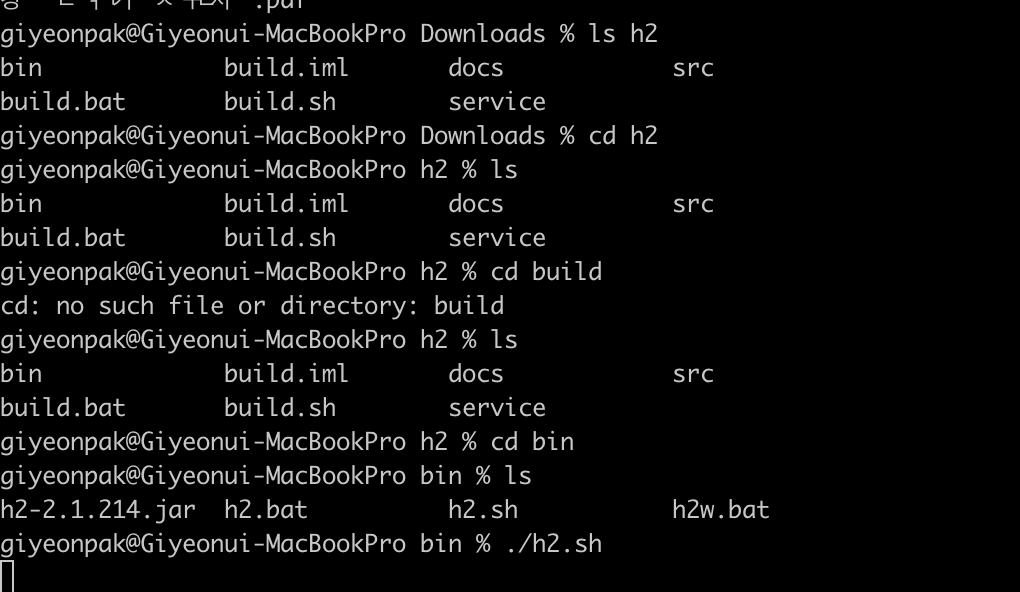 .pdf
giyeonpak@Giyeonui-MacBookPro Downloads % ls h2
bin build.iml docs src
build.bat build.sh service
giyeonpak@Giyeonui-MacBookPro Downloads % cd h2
giyeonpak@Giyeonui-MacBookPro h2 % ls
bin build.iml docs src
build.bat build.sh service
giyeonpak@Giyeonui-MacBookPro h2 % cd build
cd: no such file or directory: build
giyeonpak@Giyeonui-MacBookPro h2 % ls
bin build.iml docs src
build.bat build.sh service
giyeonpak@Giyeonui-MacBookPro h2 % cd bin
giyeonpak@Giyeonui-MacBookPro bin % ls
h2-2.1.214.jar h2.bat h2.sh h2w.bat
giyeonpak@Giyeonui-MacBookPro bin % ./h2.sh